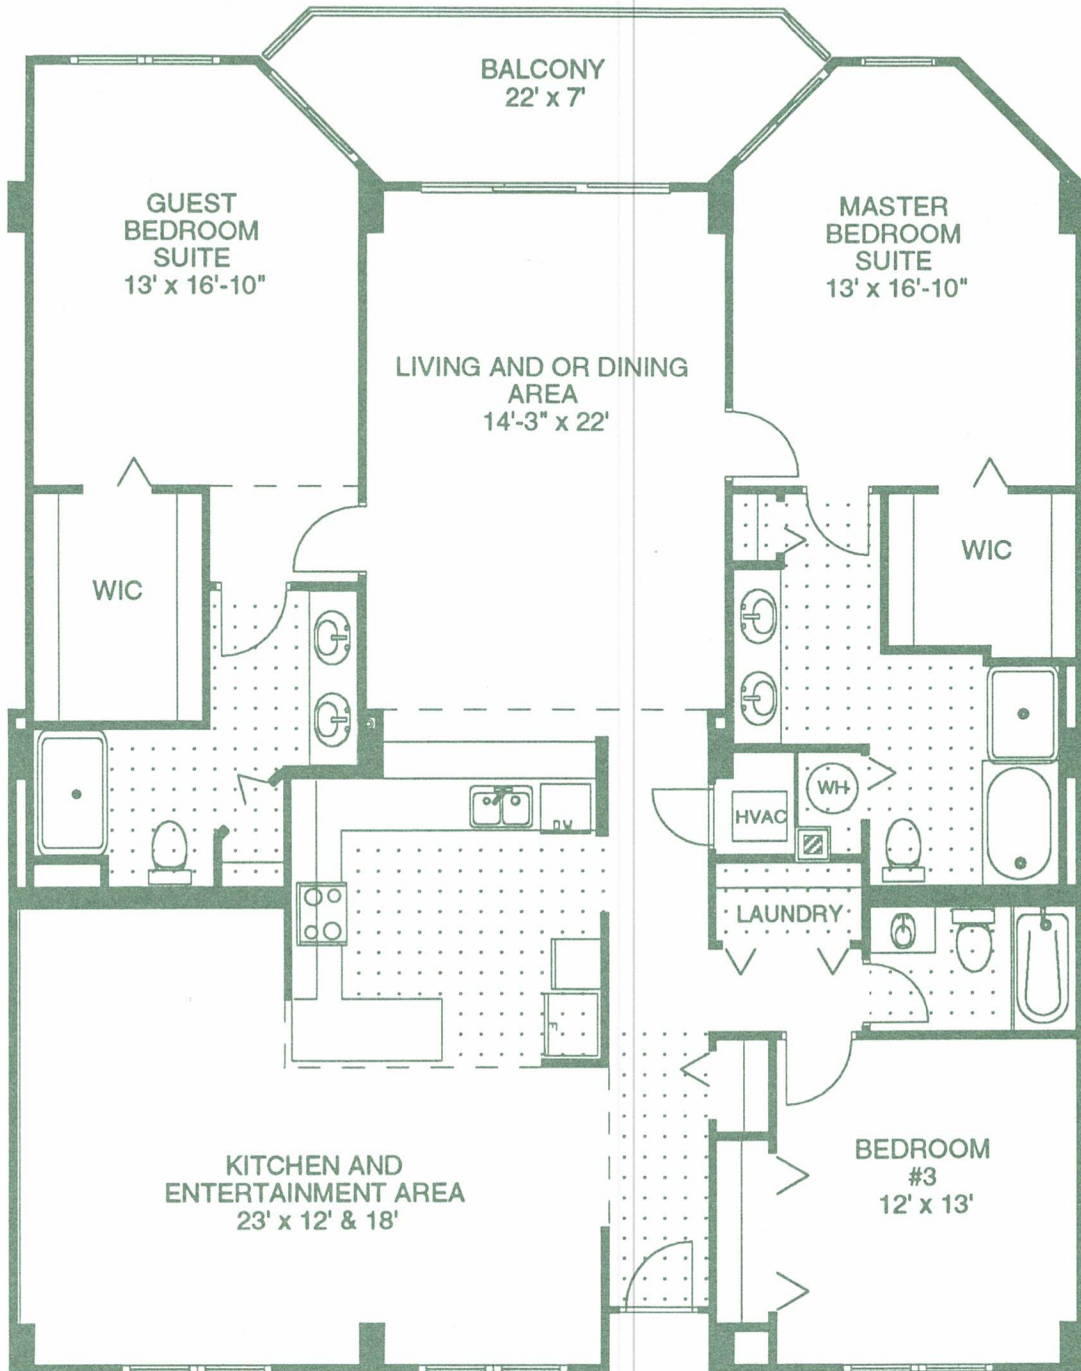 BALCONY
22' x 7'
GUEST
BEDROOM
SUITE
13' x 16'-10"
MASTER
BEDROOM
SUITE
13' x 16'-10"
LIVING AND OR DINING
AREA
14'-3" x 22'
WIC
WIC
HVAC
WH
DW
LAUNDRY
F
KITCHEN AND
ENTERTAINMENT AREA
23' x 12' & 18'
BEDROOM
#3
12' x 13'